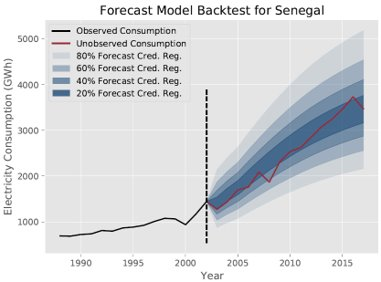 Forecast Model Backtest for Senegal
Observed Consumption
Unobserved Consumption
80% Forecast Cred. Reg.
60% Forecast Cred. Reg.
40% Forecast Cred. Reg.
20% Forecast Cred. Reg.
Electricity Consumption (GWh)
5000
4000
3000
2000
1000
1990
1995
2000
2005
2010
2015
Year